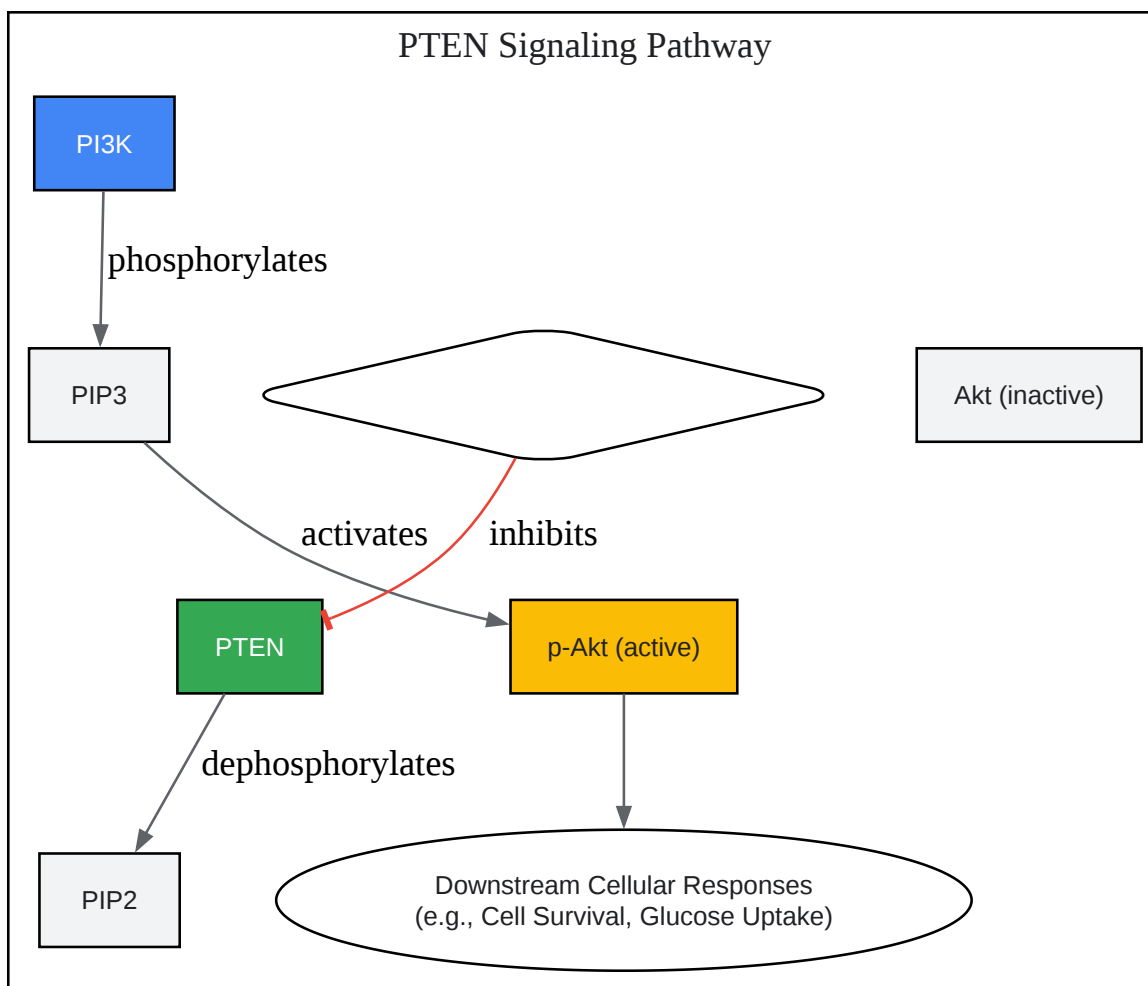 PTEN Signaling Pathway
PI3K
phosphorylates
PIP3
Akt (inactive)
activates
inhibits
PTEN
p-Akt (active)
dephosphorylates
PIP2
Downstream Cellular Responses
(e.g., Cell Survival, Glucose Uptake)